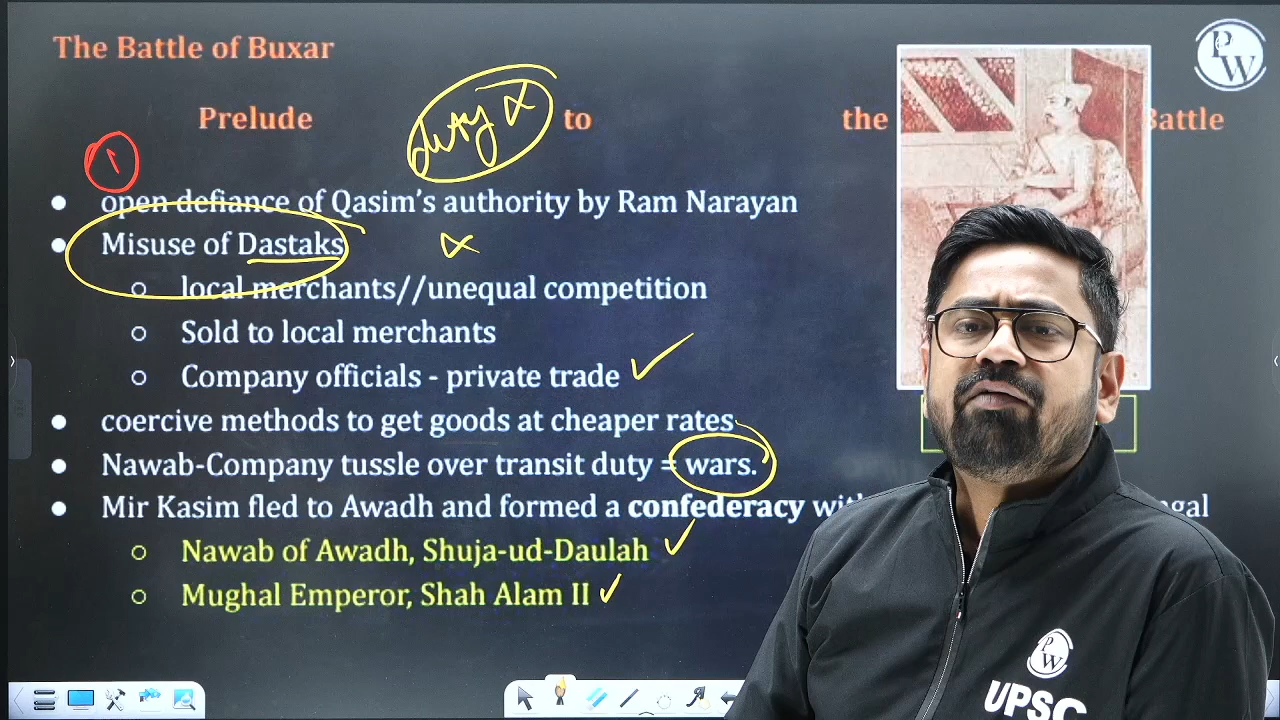 The Battle of Buxar
PW
Prelude to the Battle
duty x
1
● open defiance of Qasim's authority by Ram Narayan
● Misuse of Dastaks
○ local merchants//unequal competition
○ Sold to local merchants
○ Company officials - private trade ✓
● coercive methods to get goods at cheaper rates
● Nawab-Company tussle over transit duty = wars.
● Mir Kasim fled to Awadh and formed a confederacy
○ Nawab of Awadh, Shuja-ud-Daulah ✓
○ Mughal Emperor, Shah Alam II ✓
PW
UPSC